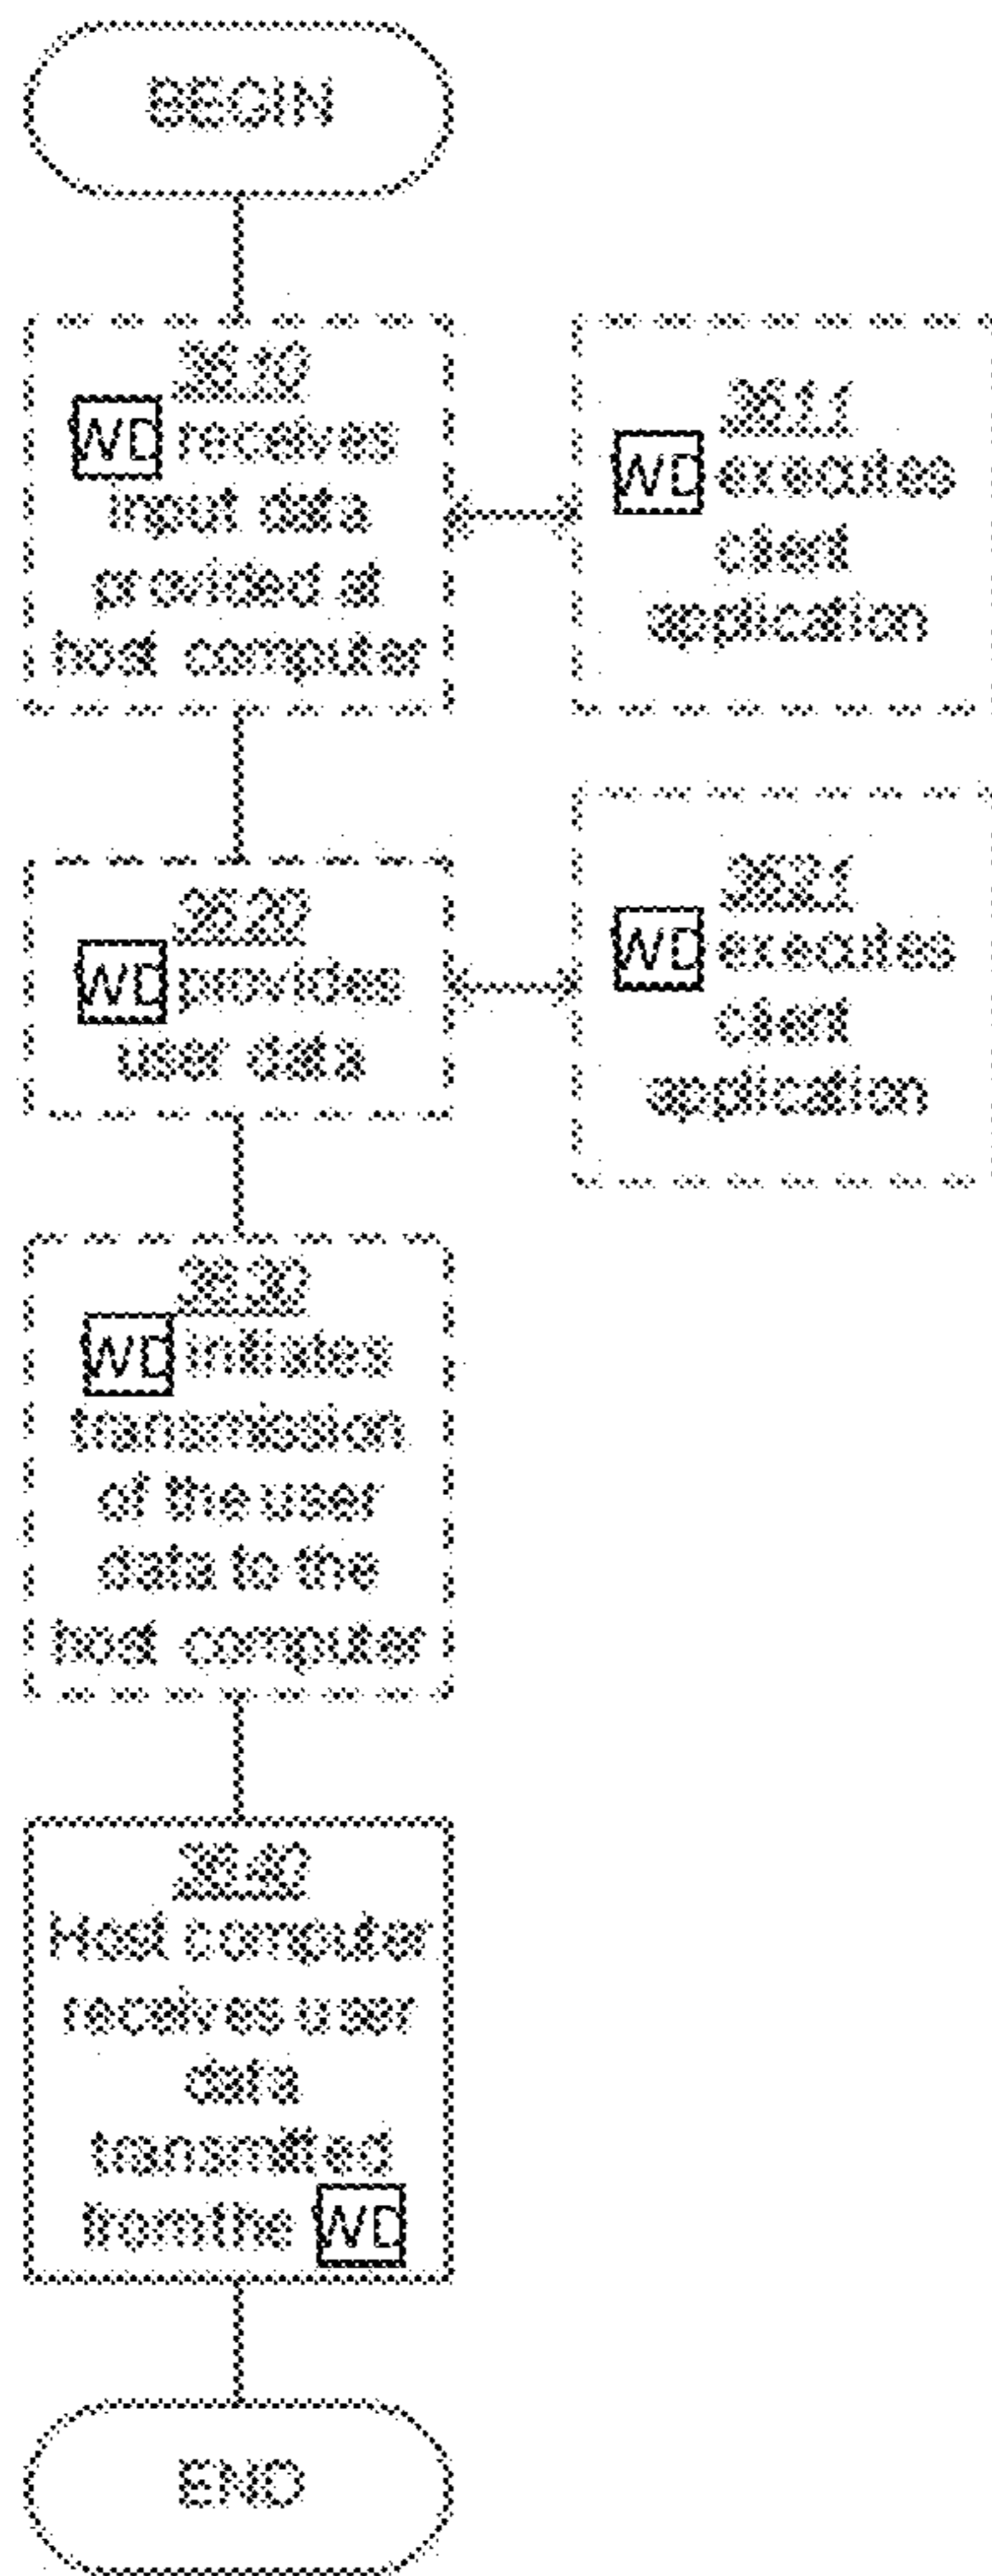 BEGIN
3610
WD receives
input data
provided at
host computer
3611
WD executes
client
application
3620
WD provides
user data
3621
WD executes
client
application
3630
WD initiates
transmission
of the user
data to the
host computer
3640
Host computer
receives user
data
transmitted
from the WD
END